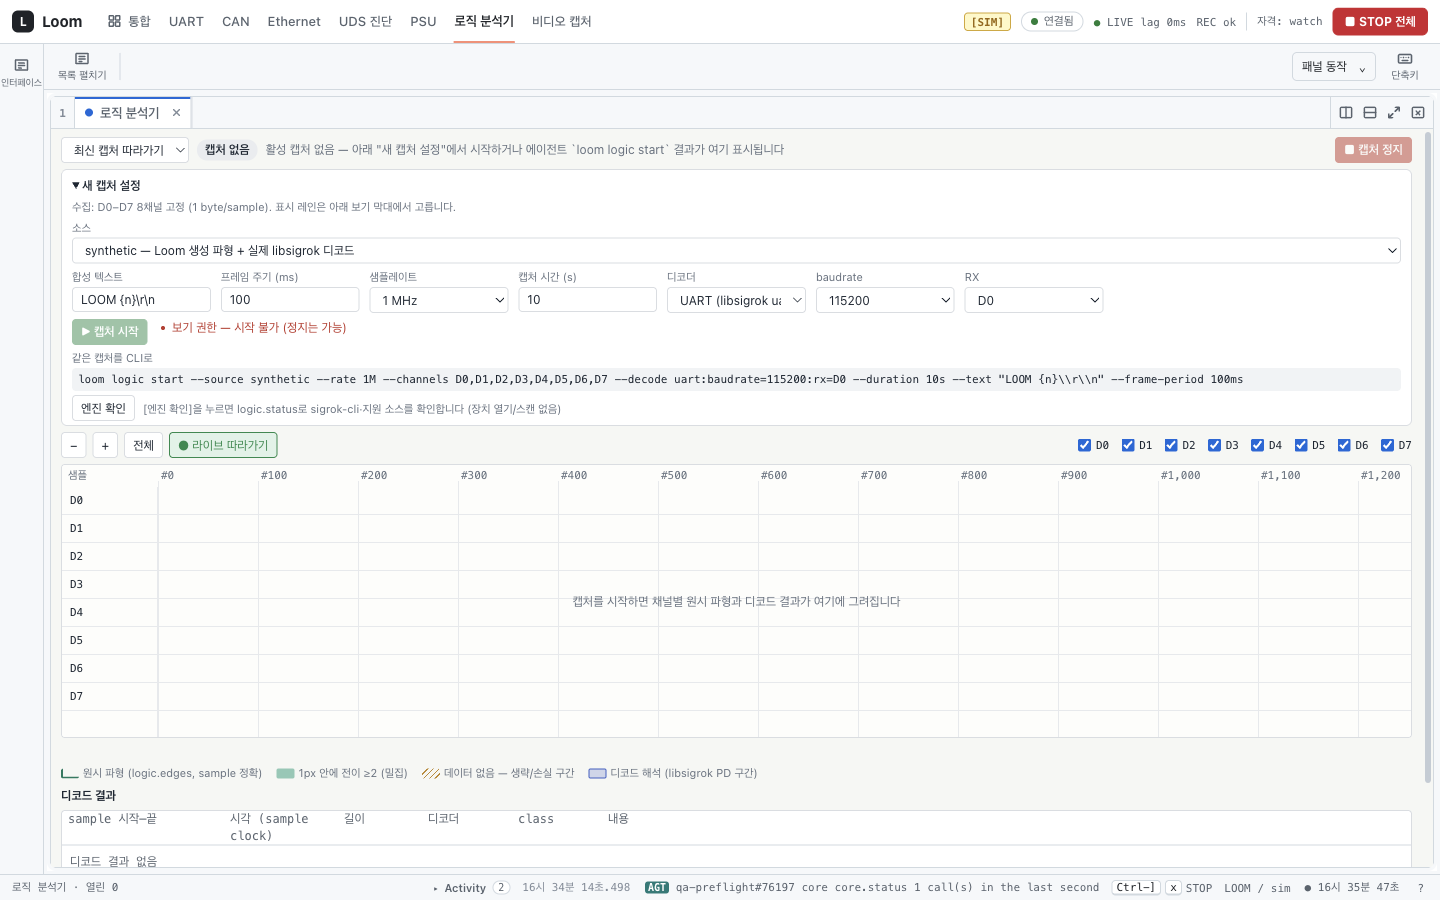 L Loom 통합 UART CAN Ethernet UDS 진단 PSU 로직 분석기 비디오 캡처 [SIM] 연결됨 LIVE lag 0ms REC ok 자격: watch STOP 전체
인터페이스 목록 펼치기 패널 동작 단축키
1 로직 분석기 ×
최신 캡처 따라가기 캡처 없음 활성 캡처 없음 — 아래 "새 캡처 설정"에서 시작하거나 에이전트 `loom logic start` 결과가 여기 표시됩니다 캡처 정지
▼ 새 캡처 설정
수집: D0–D7 8채널 고정 (1 byte/sample). 표시 레인은 아래 보기 막대에서 고릅니다.
소스
synthetic — Loom 생성 파형 + 실제 libsigrok 디코드
합성 텍스트 프레임 주기 (ms) 샘플레이트 캡처 시간 (s) 디코더 baudrate RX
LOOM {n}\r\n 100 1 MHz 10 UART (libsigrok ua 115200 D0
▶ 캡처 시작 • 보기 권한 — 시작 불가 (정지는 가능)
같은 캡처를 CLI로
loom logic start --source synthetic --rate 1M --channels D0,D1,D2,D3,D4,D5,D6,D7 --decode uart:baudrate=115200:rx=D0 --duration 10s --text "LOOM {n}\\r\\n" --frame-period 100ms
엔진 확인 [엔진 확인]을 누르면 logic.status로 sigrok-cli·지원 소스를 확인합니다 (장치 열기/스캔 없음)
− + 전체 라이브 따라가기 D0 D1 D2 D3 D4 D5 D6 D7
샘플 #0 #100 #200 #300 #400 #500 #600 #700 #800 #900 #1,000 #1,100 #1,200
D0
D1
D2
D3
캡처를 시작하면 채널별 원시 파형과 디코드 결과가 여기에 그려집니다
D4
D5
D6
D7
원시 파형 (logic.edges, sample 정확) 1px 안에 전이 ≥2 (밀집) 데이터 없음 — 생략/손실 구간 디코드 해석 (libsigrok PD 구간)
디코드 결과
sample 시작–끝 시각 (sample clock) 길이 디코더 class 내용
디코드 결과 없음
로직 분석기 · 열린 0 ▸ Activity 2 16시 34분 14초.498 AGT qa-preflight#76197 core core.status 1 call(s) in the last second Ctrl-] x STOP LOOM / sim ● 16시 35분 47초 ?